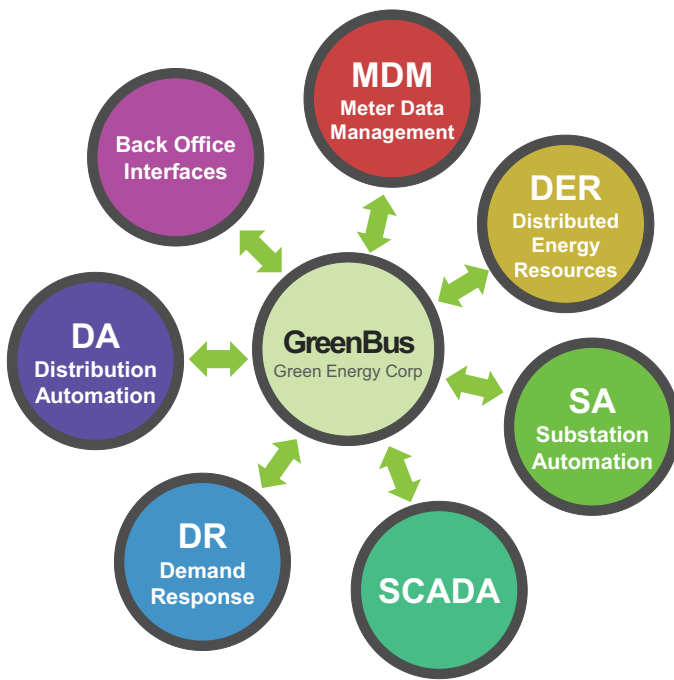 MDM
Meter Data
Management
Back Office
Interfaces
DER
Distributed
Energy
Resources
DA
Distribution
Automation
GreenBus
Green Energy Corp
SA
Substation
Automation
DR
Demand
Response
SCADA